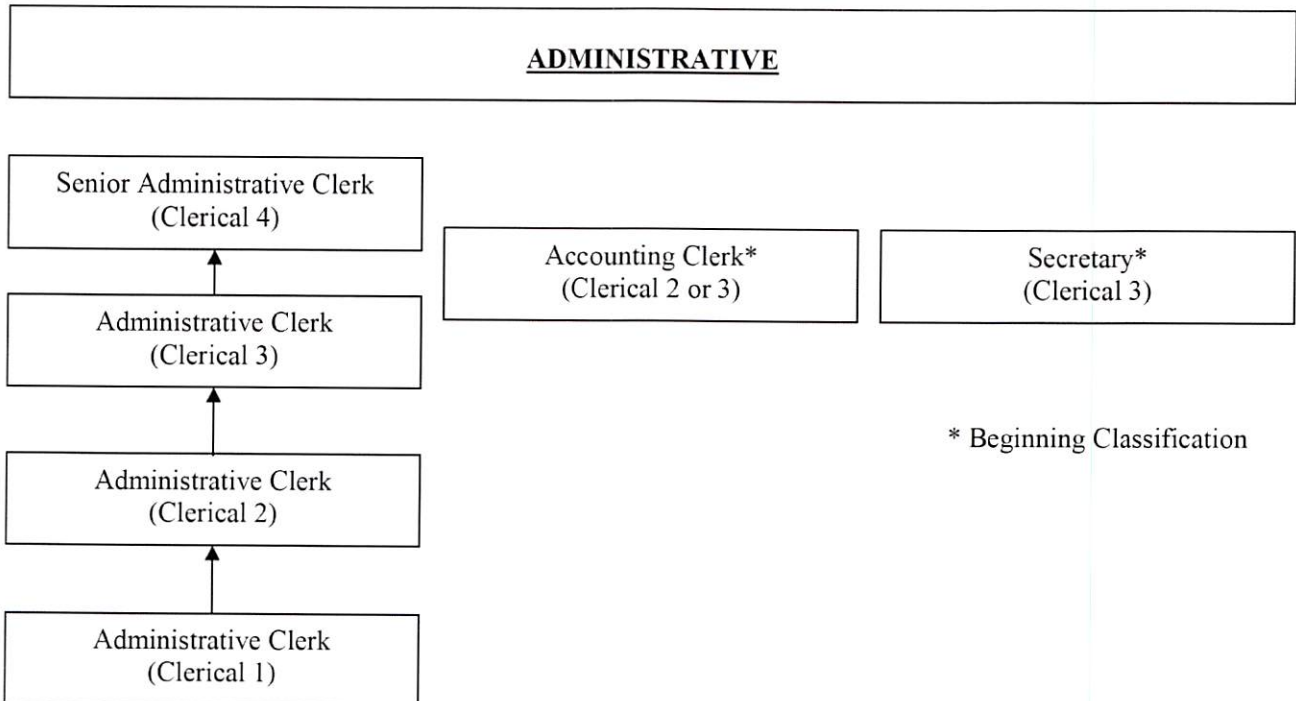 ADMINISTRATIVE
Senior Administrative Clerk
(Clerical 4)
Accounting Clerk*
(Clerical 2 or 3)
Secretary*
(Clerical 3)
Administrative Clerk
(Clerical 3)
* Beginning Classification
Administrative Clerk
(Clerical 2)
Administrative Clerk
(Clerical 1)